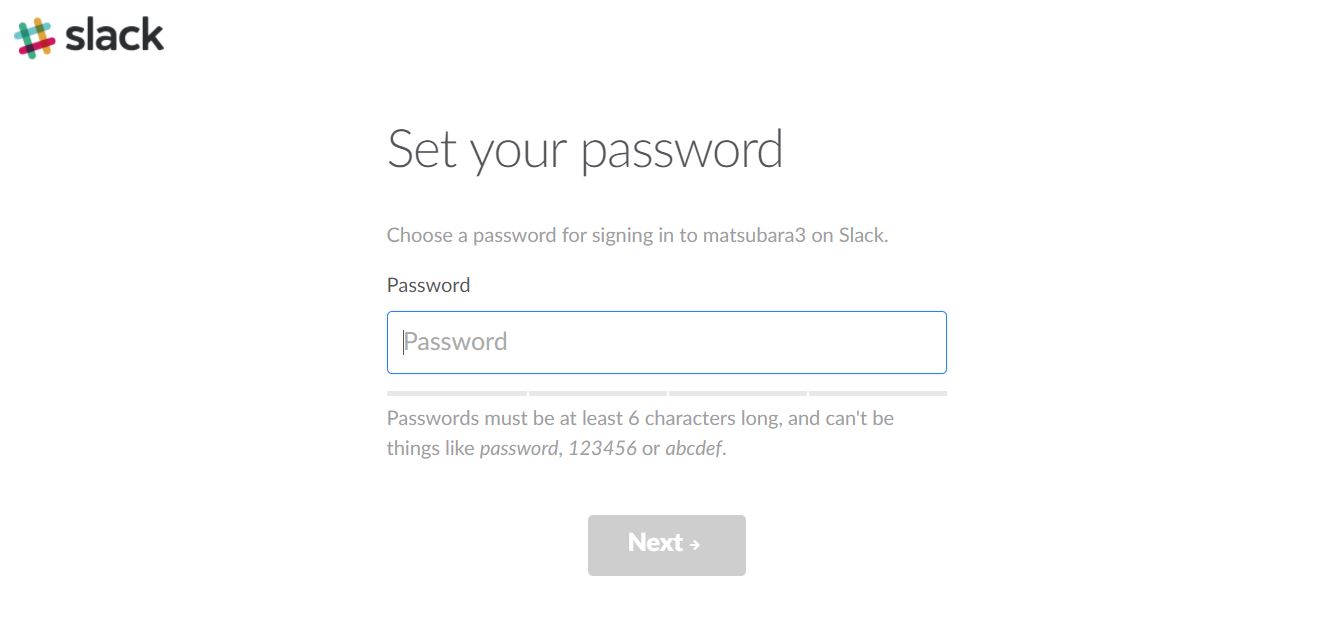 slack
Set your password
Choose a password for signing in to matsubara3 on Slack.
Password
Password
Passwords must be at least 6 characters long, and can't be
things like password, 123456 or abcdef.
Next →